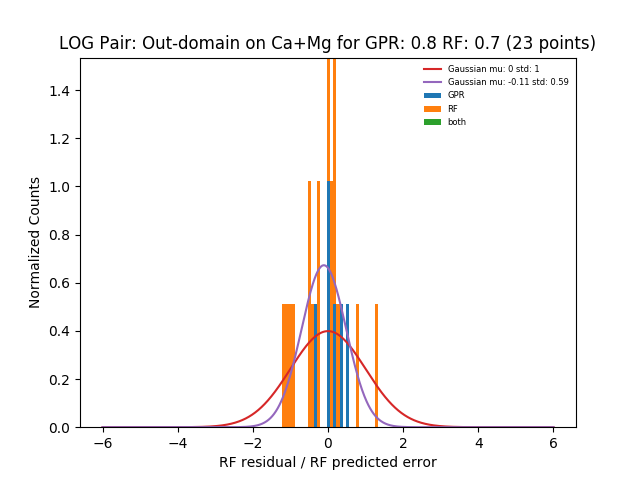 LOG Pair: Out-domain on Ca+Mg for GPR: 0.8 RF: 0.7 (23 points)
Gaussian mu: 0 std: 1
Gaussian mu: -0.11 std: 0.59
GPR
RF
both
Normalized Counts
1.4
1.2
1.0
0.8
0.6
0.4
0.2
0.0
−6
−4
−2
0
2
4
6
RF residual / RF predicted error